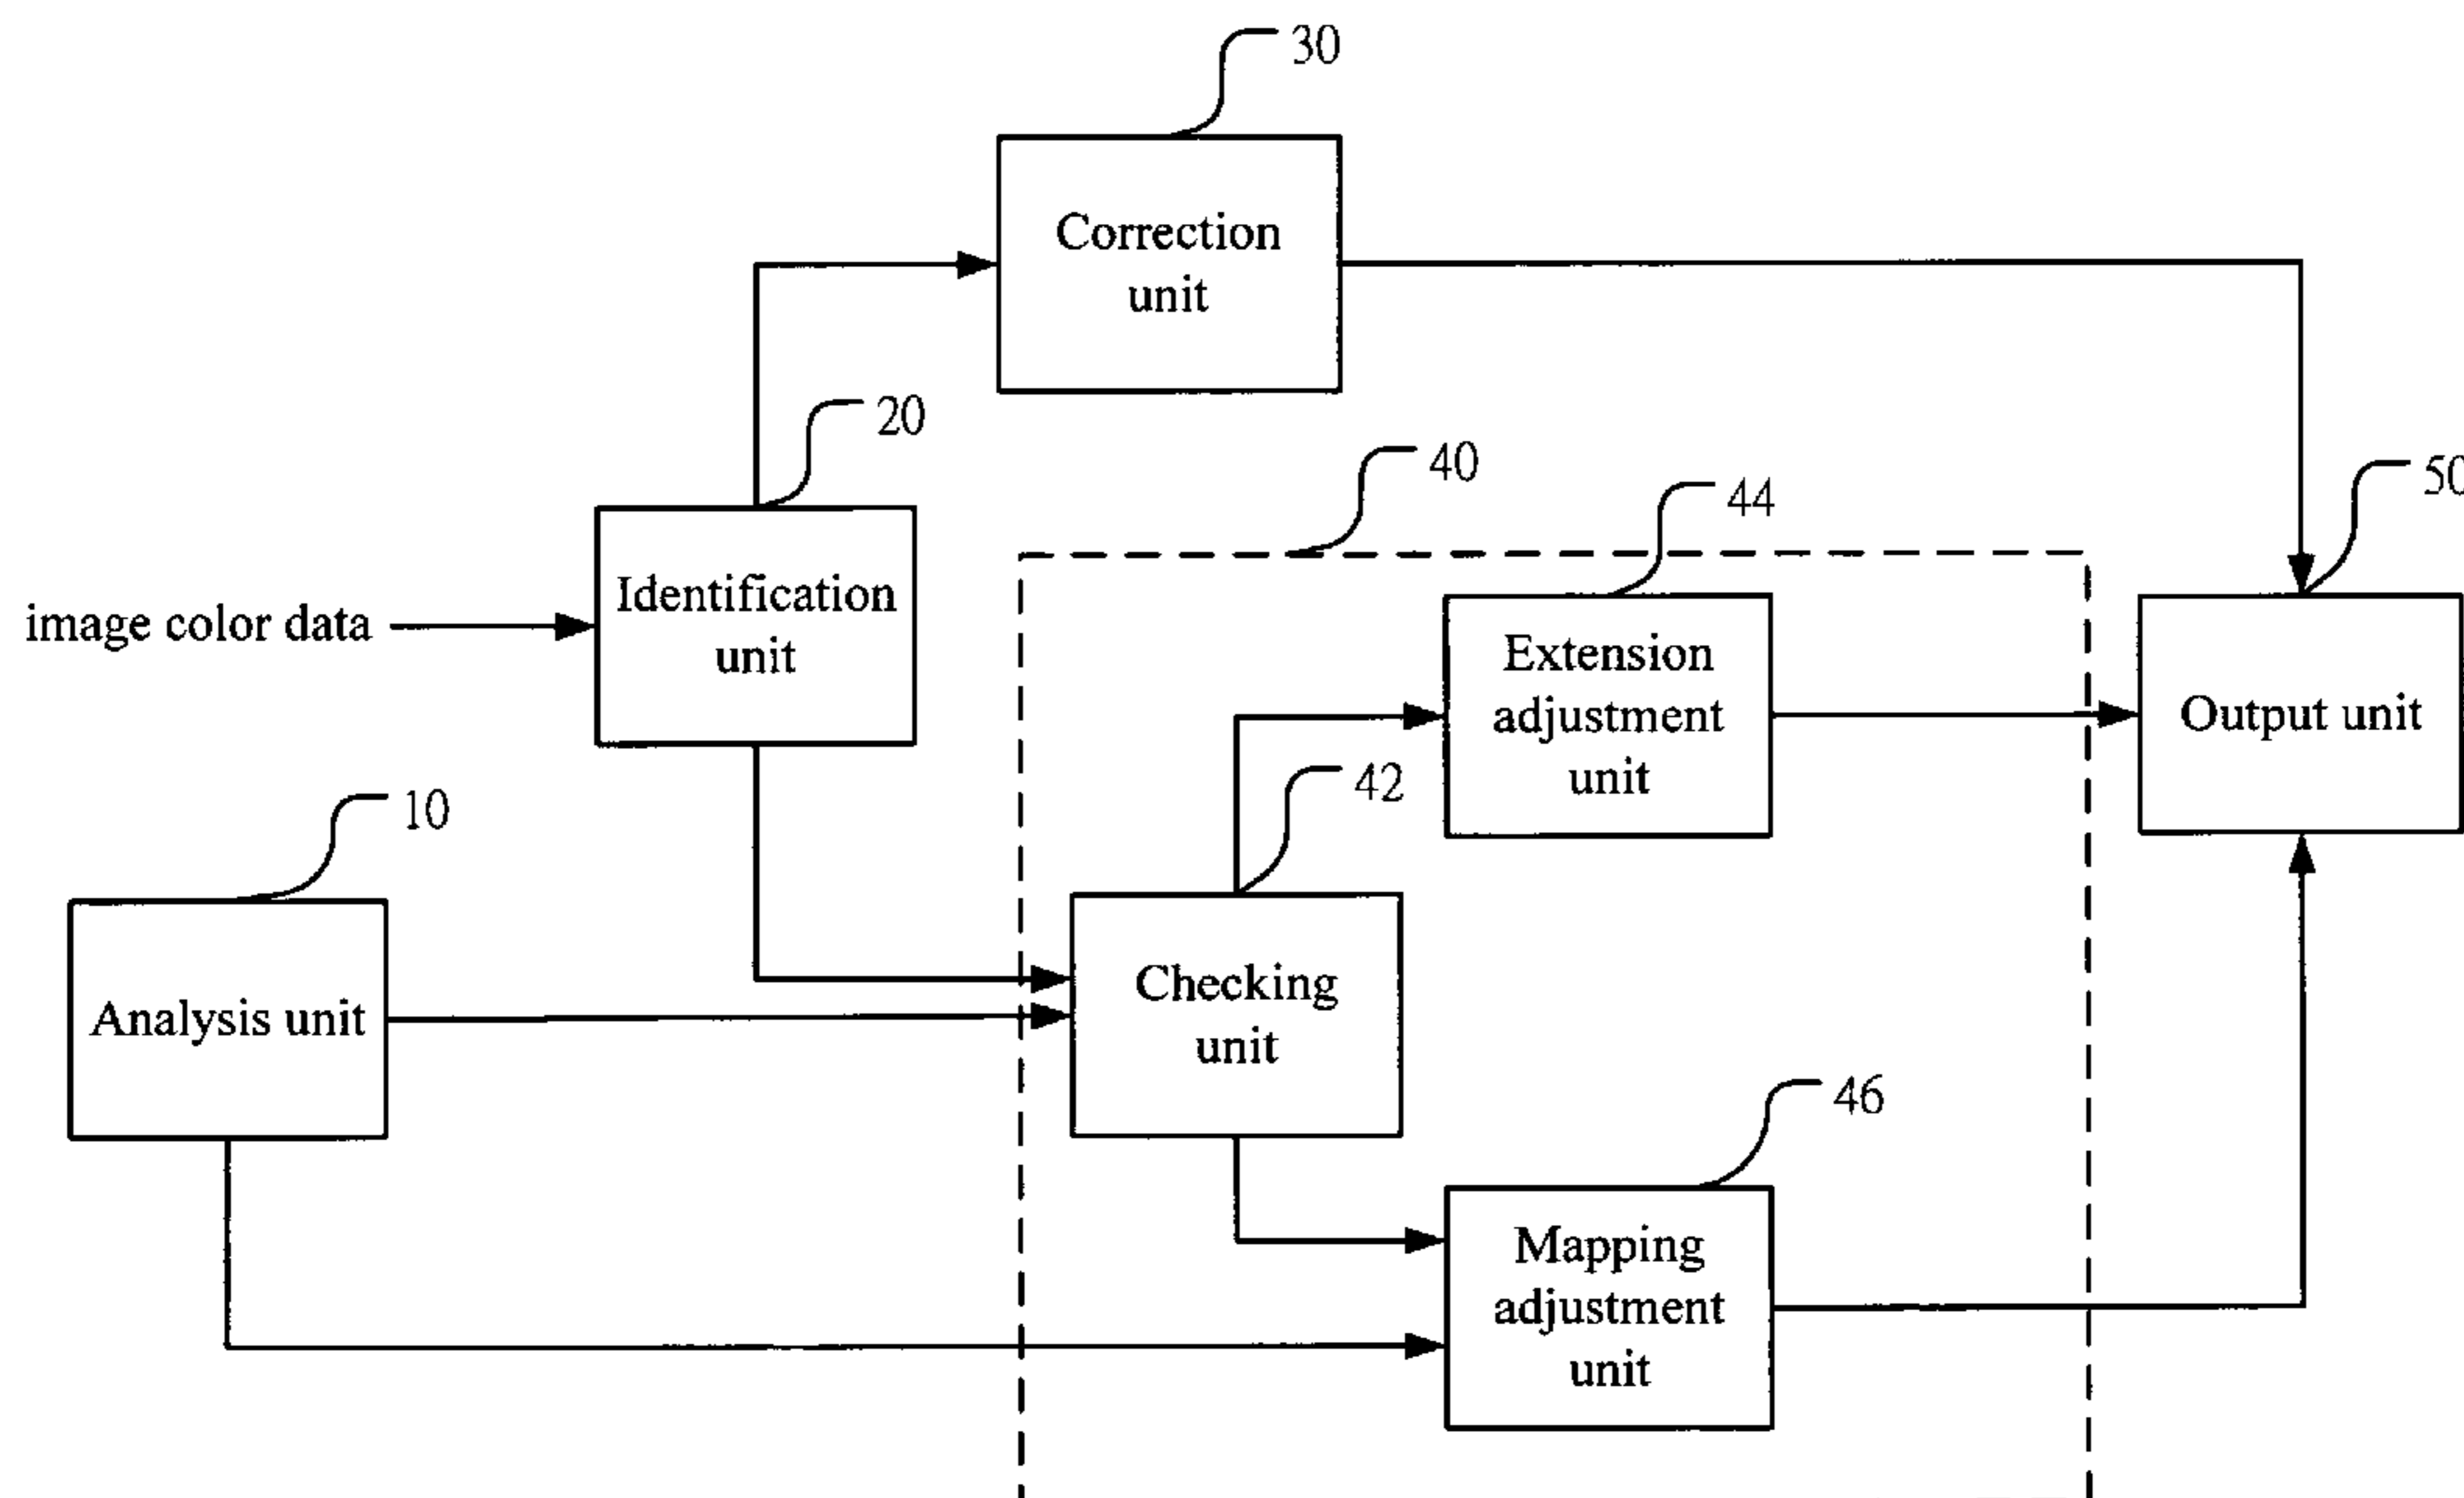 30
Correction
unit
20
40
44
50
Identification
unit
image color data
Extension
adjustment
unit
Output unit
42
10
Checking
unit
Analysis unit
46
Mapping
adjustment
unit